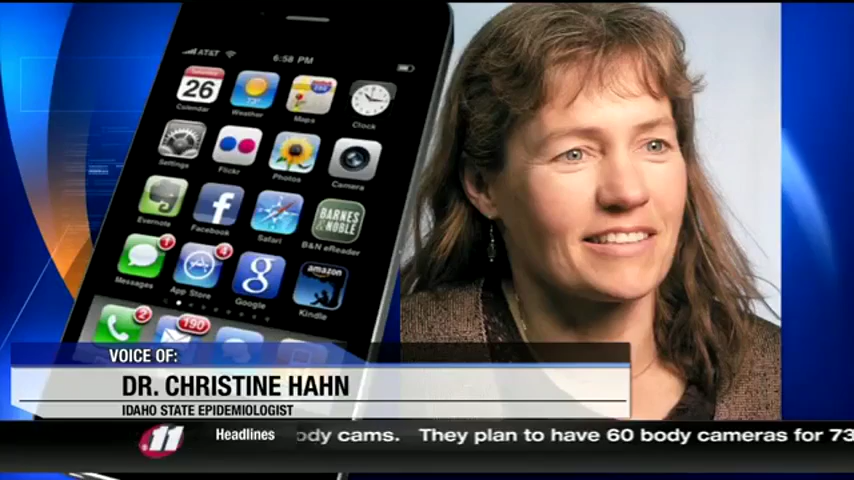 AT&T
6:58 PM
26
73°
280
Calendar
Weather
Maps
Clock
Settings
Flickr
Photos
Camera
BARNES
&NOBLE
Evernote
Facebook
Safari
B&N eReader
1
4
g
amazon
Messages
App Store
Google
Kindle
2
190
VOICE OF:
DR. CHRISTINE HAHN
IDAHO STATE EPIDEMIOLOGIST
11
Headlines
ody cams. They plan to have 60 body cameras for 73